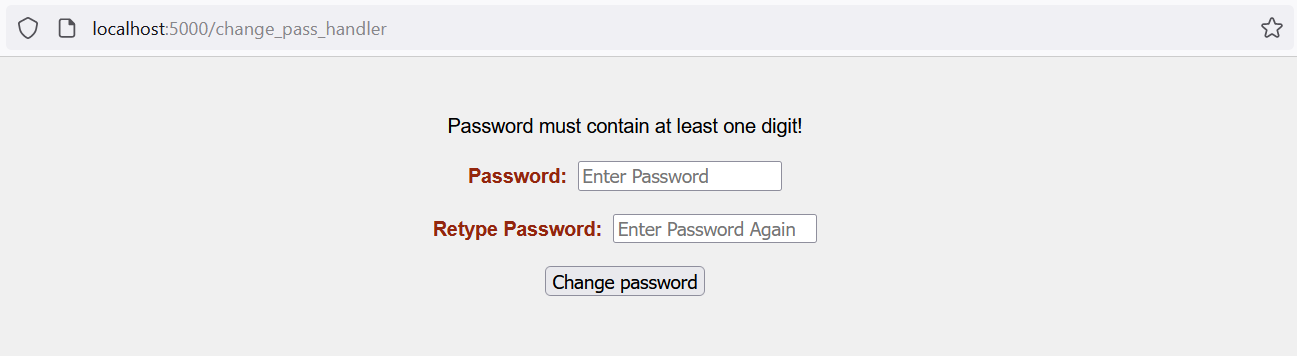 localhost:5000/change_pass_handler
Password must contain at least one digit!
Password: Enter Password
Retype Password: Enter Password Again
Change password